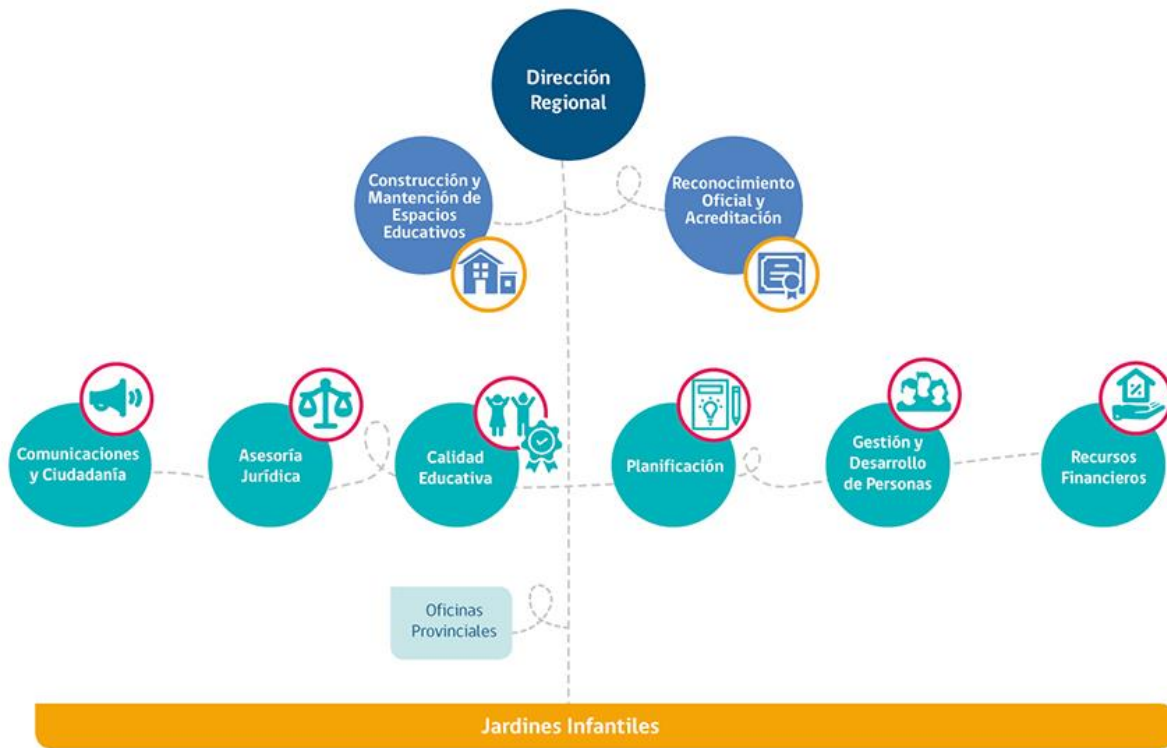 Dirección
Regional
Construcción y
Mantención de
Espacios
Educativos
Reconocimiento
Oficial y
Acreditación
Comunicaciones
y Ciudadanía
Asesoría
Jurídica
Calidad
Educativa
Planificación
Gestión y
Desarrollo
de Personas
Recursos
Financieros
Oficinas
Provinciales
Jardines Infantiles